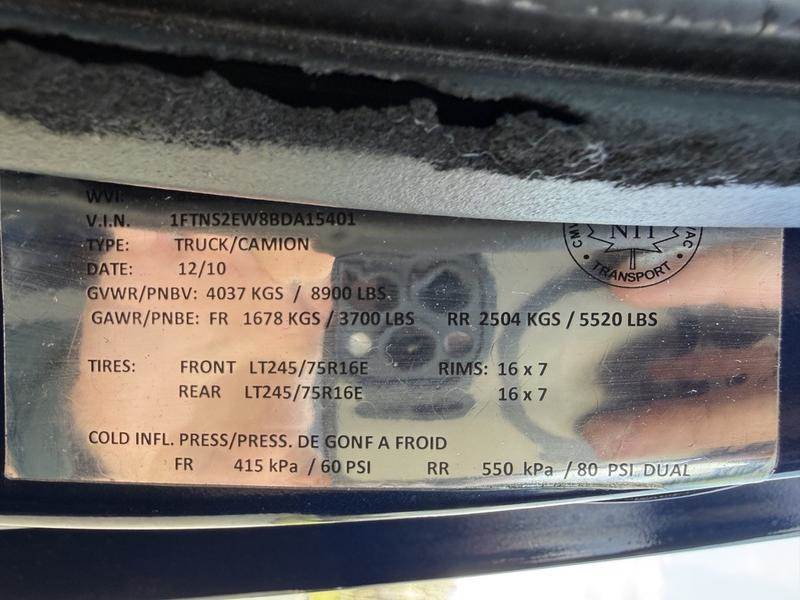 WVI:
V.I.N. 1FTNS2EW8BDA15401
TYPE: TRUCK/CAMION
DATE: 12/10
GVWR/PNBV: 4037 KGS / 8900 LBS.
GAWR/PNBE: FR 1678 KGS / 3700 LBS RR 2504 KGS / 5520 LBS
TRANSPORT
TIRES: FRONT LT245/75R16E RIMS: 16 x 7
REAR LT245/75R16E 16 x 7
COLD INFL. PRESS/PRESS. DE GONF A FROID
FR 415 kPa / 60 PSI RR 550 kPa / 80 PSI DUAL